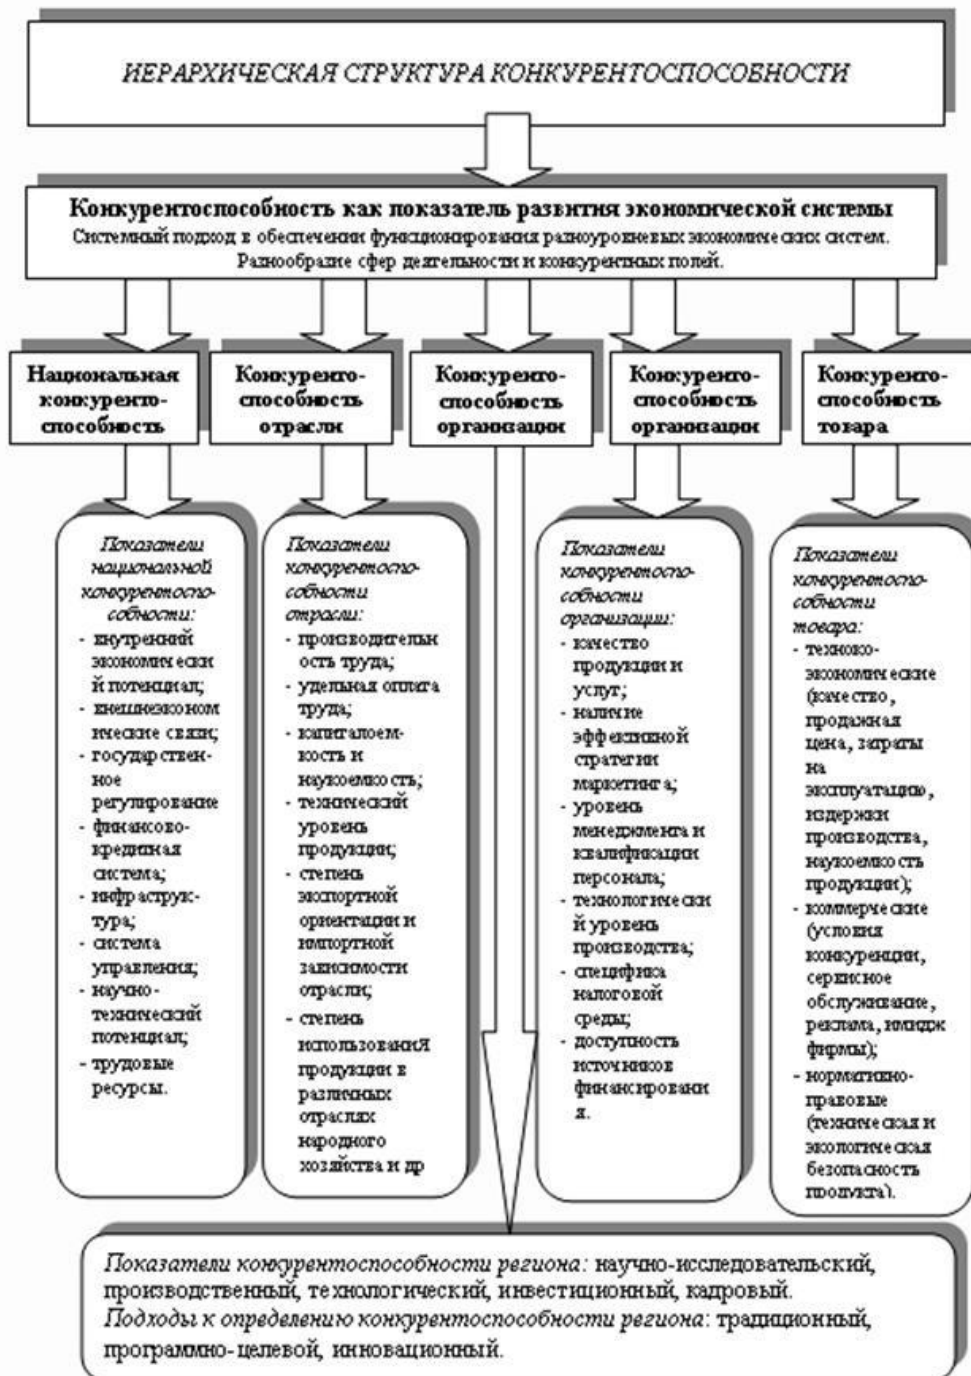 ИЕРАРХИЧЕСКАЯ СТРУКТУРА КОНКУРЕНТОСПОСОБНОСТИ
Конкурентоспособность как показатель развития экономической системы
Системный подход в обеспечении функционирования разноуровневых экономических систем.
Разнообразие сфер деятельности и конкурентных полей.
Национальная
конкуренто-
способность
Конкуренто-
способность
отрасли
Конкуренто-
способность
организации
Конкуренто-
способность
организации
Конкуренто-
способность
товара
Показатели
национальной
конкурентоспо-
собности:
- внутренний
экономически
й потенциал;
- внешнеэконом
ические связи;
- государствен-
ное
регулирование
- финансово-
кредитная
система;
- инфраструк-
тура;
- система
управления;
- научно-
технический
потенциал;
- трудовые
ресурсы.
Показатели
конкурентоспо-
собности
отрасли:
- производительн
ость труда;
- удельная оплата
труда;
- капиталоем-
кость и
наукоемкость;
- технический
уровень
продукции;
- степень
экспортной
ориентации и
импортной
зависимости
отрасли;
- степень
использованиЯ
продукции в
различных
отраслях
народного
хозяйства и др
Показатели
конкурентоспо-
собности
организации:
- качество
продукции и
услуг;
- наличие
эффективной
стратегии
маркетинга;
- уровень
менеджмента и
квалификации
персонала;
- технологически
й уровень
производства;
- специфика
налоговой
среды;
- доступность
источников
финансировани
я.
Показатели
конкурентоспо-
собности
товара:
- техноко-
экономические
(качество,
продажная
цена, затраты
на
эксплуатацию,
издержки
производства,
наукоемкость
продукции);
- коммерческие
(условия
конкуренции,
сервисное
обслуживание,
реклама, имидж
фирмы);
- нормативно-
правовые
(техническая и
экологическая
безопасность
продукта).
Показатели конкурентоспособности региона: научно-исследовательский,
производственный, технологический, инвестиционный, кадровый.
Подходы к определению конкурентоспособности региона: традиционный,
программно-целевой, инновационный.